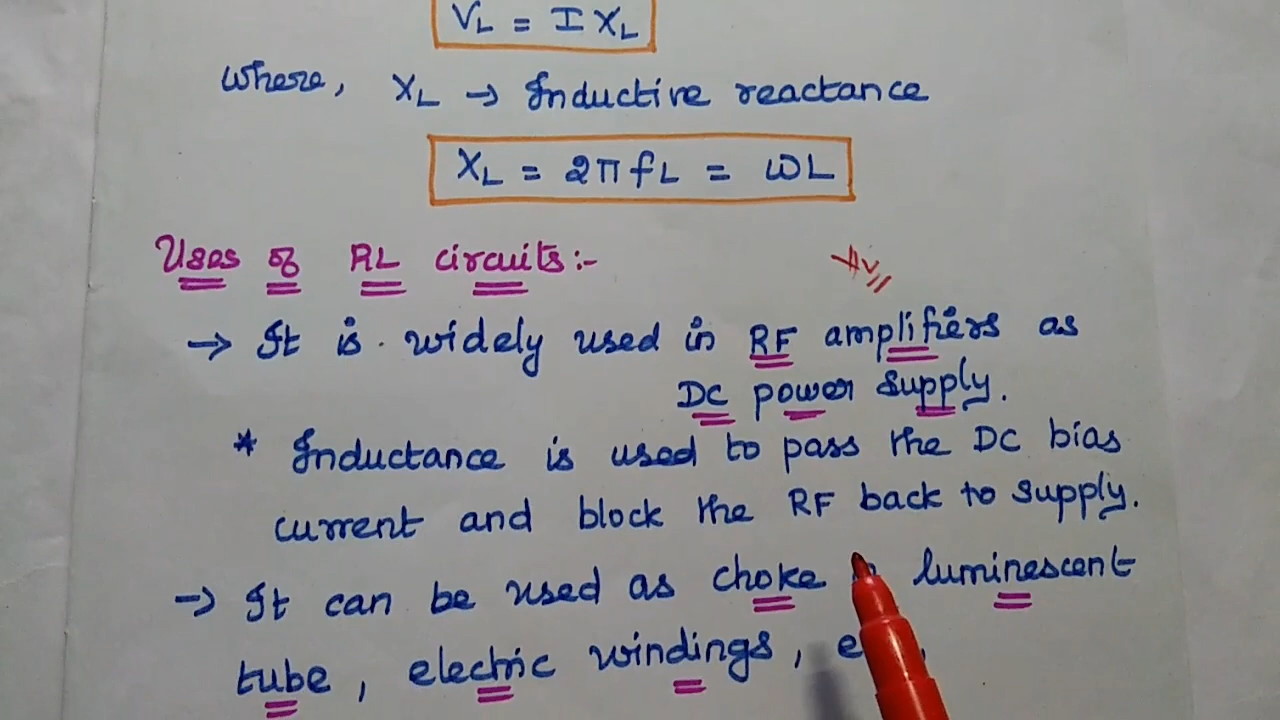 VL = I XL
where, XL → Inductive reactance
XL = 2π fL = ωL
Uses of RL circuits:-
→ It is widely used in RF amplifiers as
DC power supply.
* Inductance is used to pass the DC bias
current and block the RF back to supply.
→ It can be used as choke luminescent
tube, electric windings,